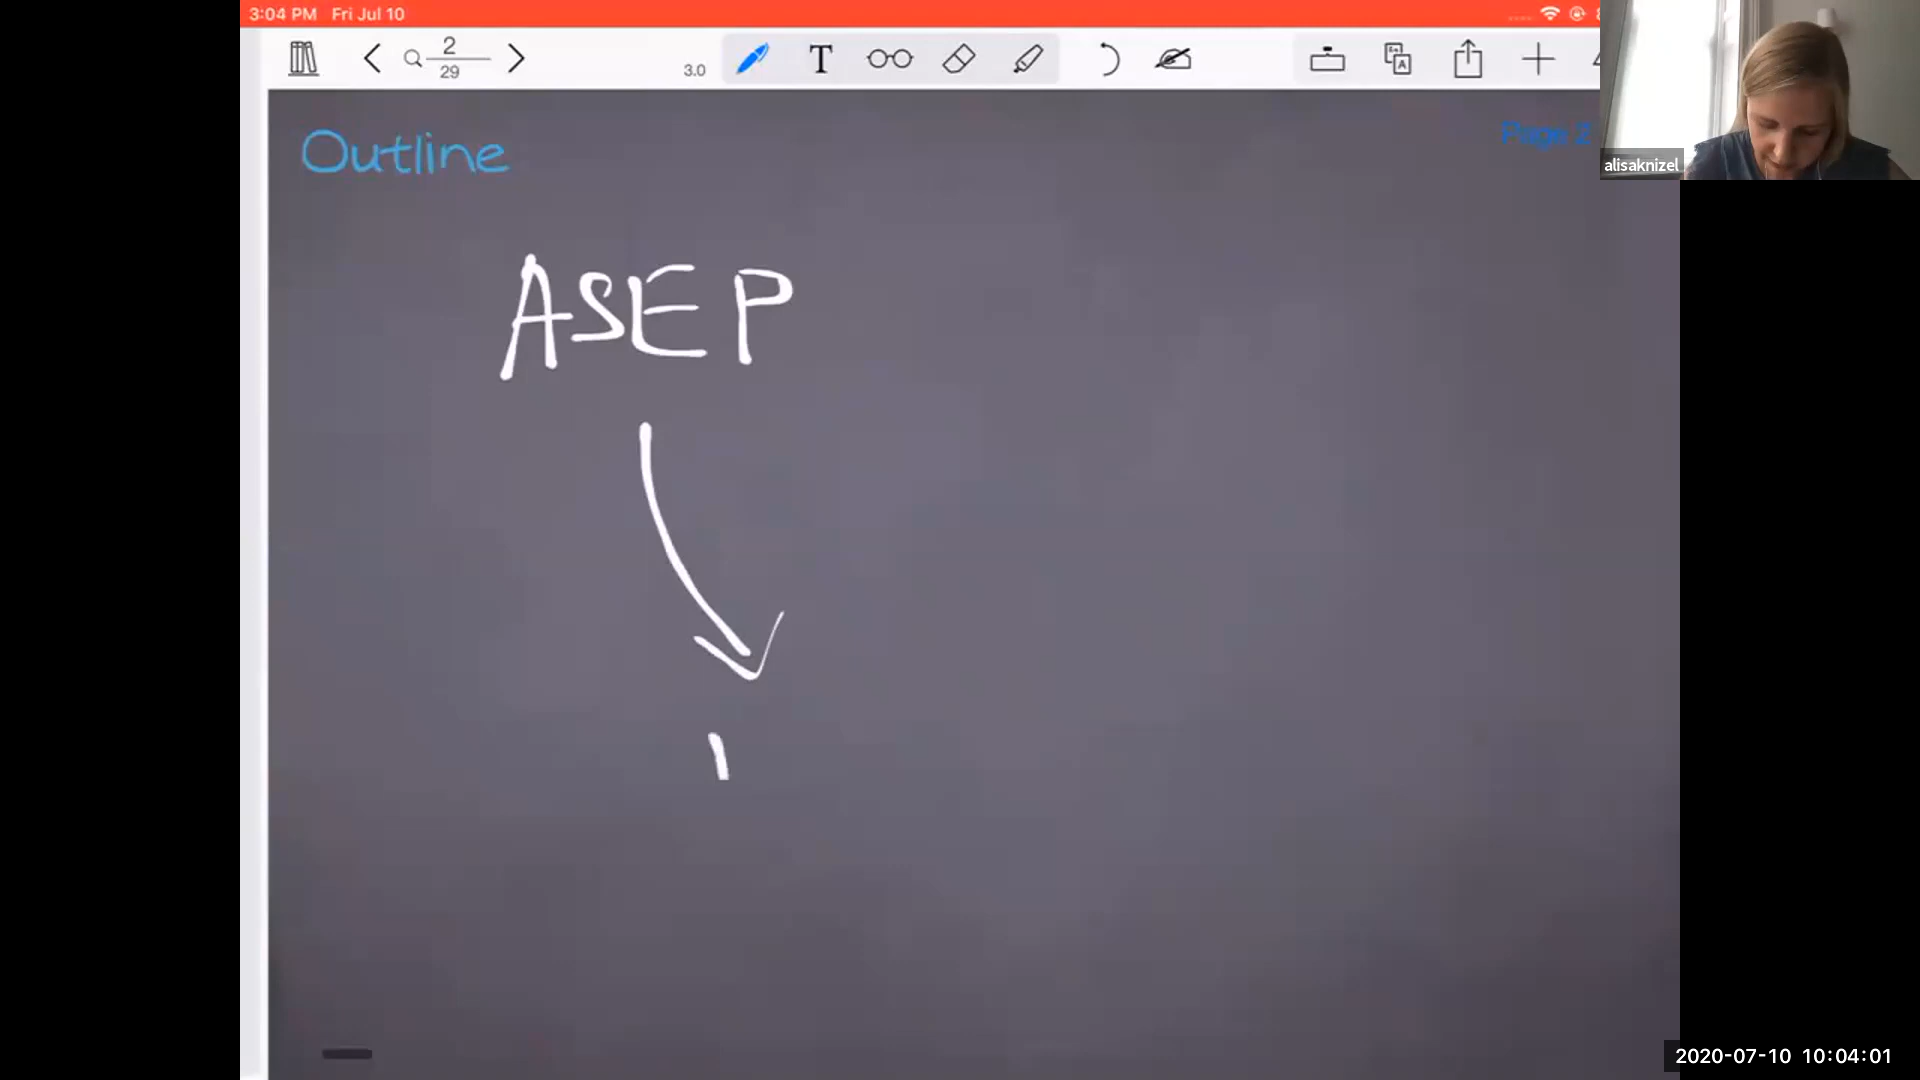 3:04 PM Fri Jul 10
2
29
3.0
T
Outline
Page 2
alisaknizel
ASEP
2020-07-10 10:04:01